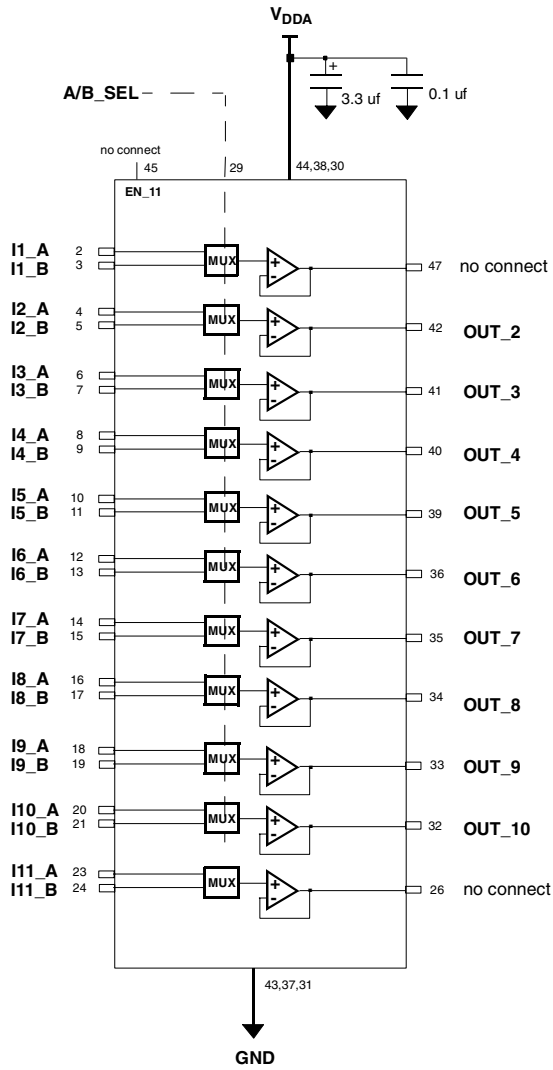 VDDA
A/B_SEL
+
3.3 uf
0.1 uf
no connect
45
29
44,38,30
EN_11
I1_A 2
I1_B 3
MUX
+
-
47 no connect
I2_A 4
I2_B 5
MUX
+
-
42 OUT_2
I3_A 6
I3_B 7
MUX
+
-
41 OUT_3
I4_A 8
I4_B 9
MUX
+
-
40 OUT_4
I5_A 10
I5_B 11
MUX
+
-
39 OUT_5
I6_A 12
I6_B 13
MUX
+
-
36 OUT_6
I7_A 14
I7_B 15
MUX
+
-
35 OUT_7
I8_A 16
I8_B 17
MUX
+
-
34 OUT_8
I9_A 18
I9_B 19
MUX
+
-
33 OUT_9
I10_A 20
I10_B 21
MUX
+
-
32 OUT_10
I11_A 23
I11_B 24
MUX
+
-
26 no connect
43,37,31
GND